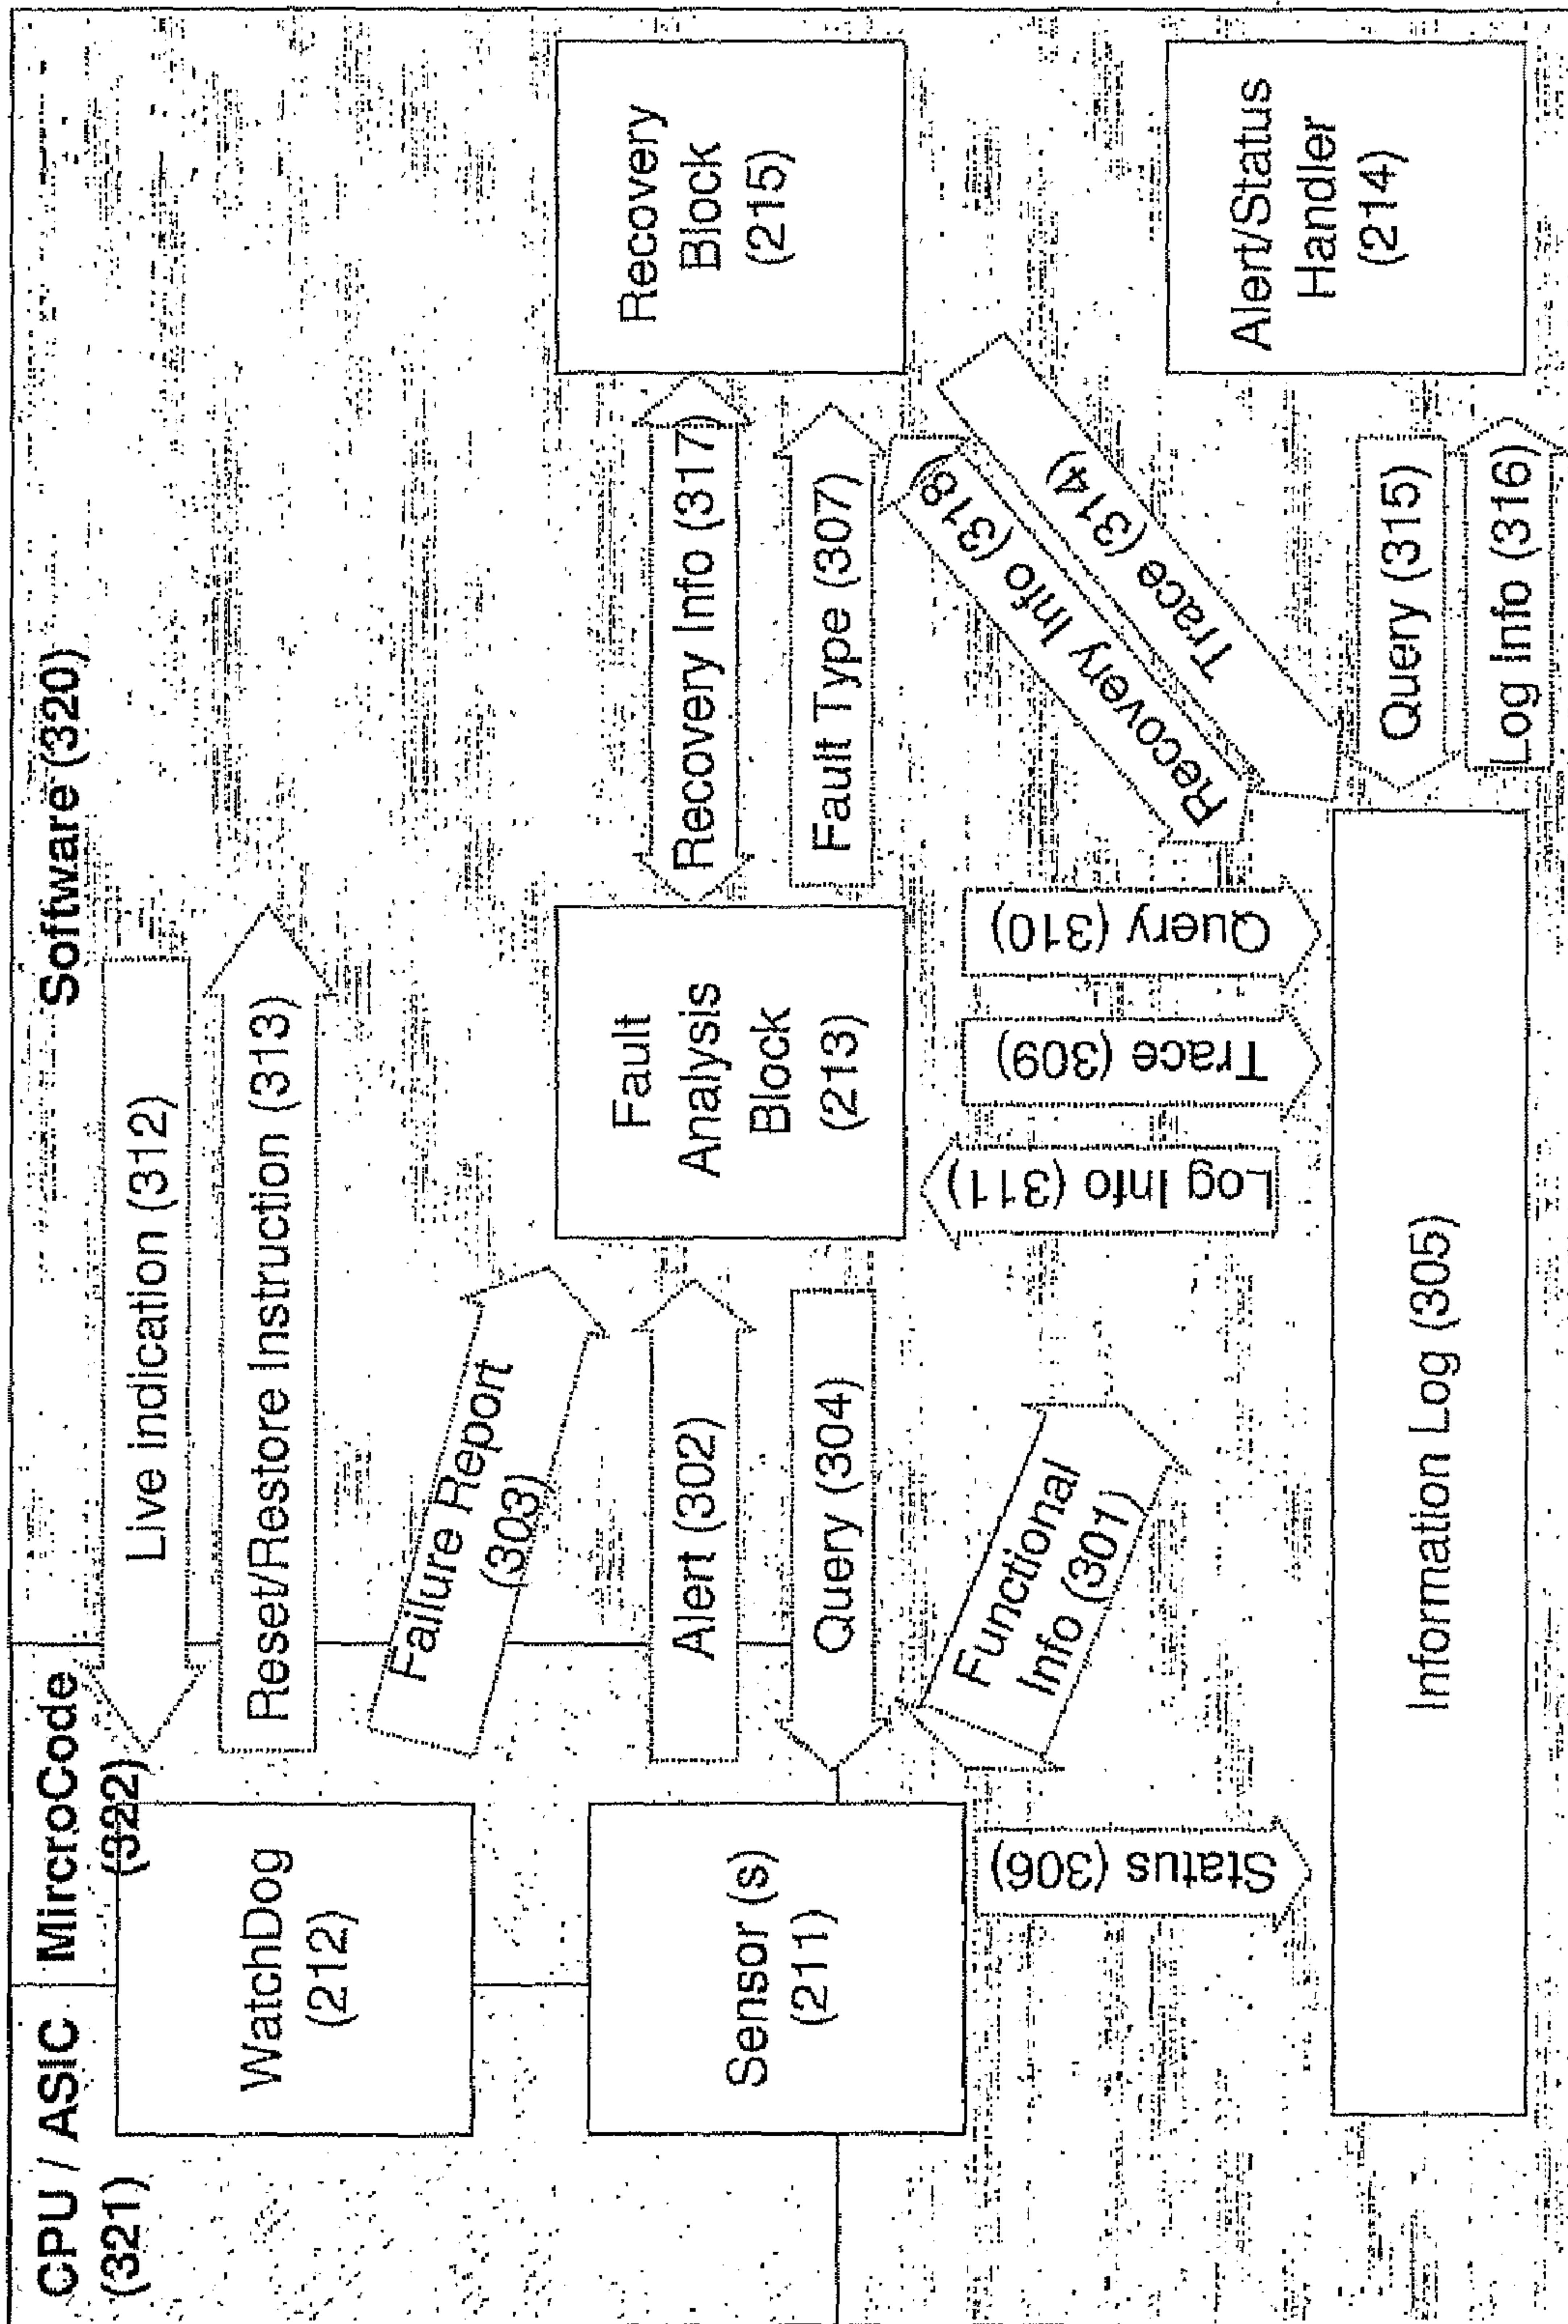 CPU / ASIC
(321)
MircroCode
(322)
Software (320)
Live indication (312)
Reset/Restore Instruction (313)
WatchDog
(212)
Failure Report
(303)
Sensor (s)
(211)
Alert (302)
Query (304)
Fault
Analysis
Block
(213)
Recovery Info (317)
Fault Type (307)
Recovery
Block
(215)
Functional
Info (301)
Status (306)
Log Info (311)
Trace (309)
Query (310)
Recovery Info (318)
Trace (314)
Query (315)
Log Info (316)
Alert/Status
Handler
(214)
Information Log (305)